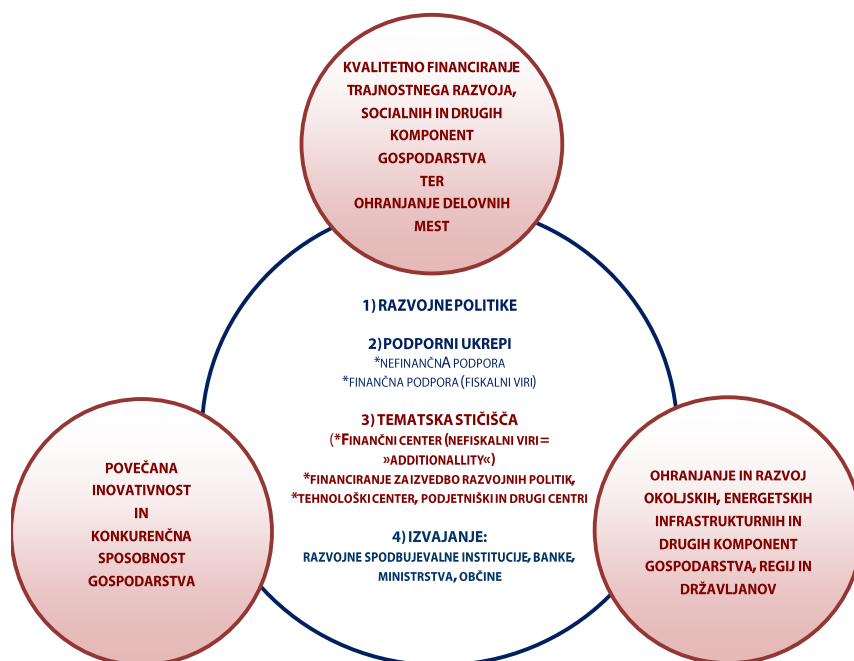 KVALITETNO FINANCIRANJE
TRAJNOSTNEGA RAZVOJA,
SOCIALNIH IN DRUGIH
KOMPONENT
GOSPODARSTVA
TER
OHRANJANJE DELOVNIH
MEST
1) RAZVOJNE POLITIKE
2) PODPORNI UKREPI
*NEFINANČNA PODPORA
*FINANČNA PODPORA (FISKALNI VIRI)
3) TEMATSKA STIČIŠČA
(*FINANČNI CENTER (NEFISKALNI VIRI =
»ADDITIONALLITY«)
*FINANCIRANJE ZA IZVEDBO RAZVOJNIH POLITIK,
*TEHNOLOŠKI CENTER, PODJETNIŠKI IN DRUGI CENTRI
4) IZVAJANJE:
RAZVOJNE SPODBUJEVALNE INSTITUCIJE, BANKE,
MINISTRSTVA, OBČINE
POVEČANA
INOVATIVNOST
IN
KONKURENČNA
SPOSOBNOST
GOSPODARSTVA
OHRANJANJE IN RAZVOJ
OKOLJSKIH, ENERGETSKIH
INFRASTRUKTURNIH IN
DRUGIH KOMPONENT
GOSPODARSTVA, REGIJ IN
DRŽAVLJANOV